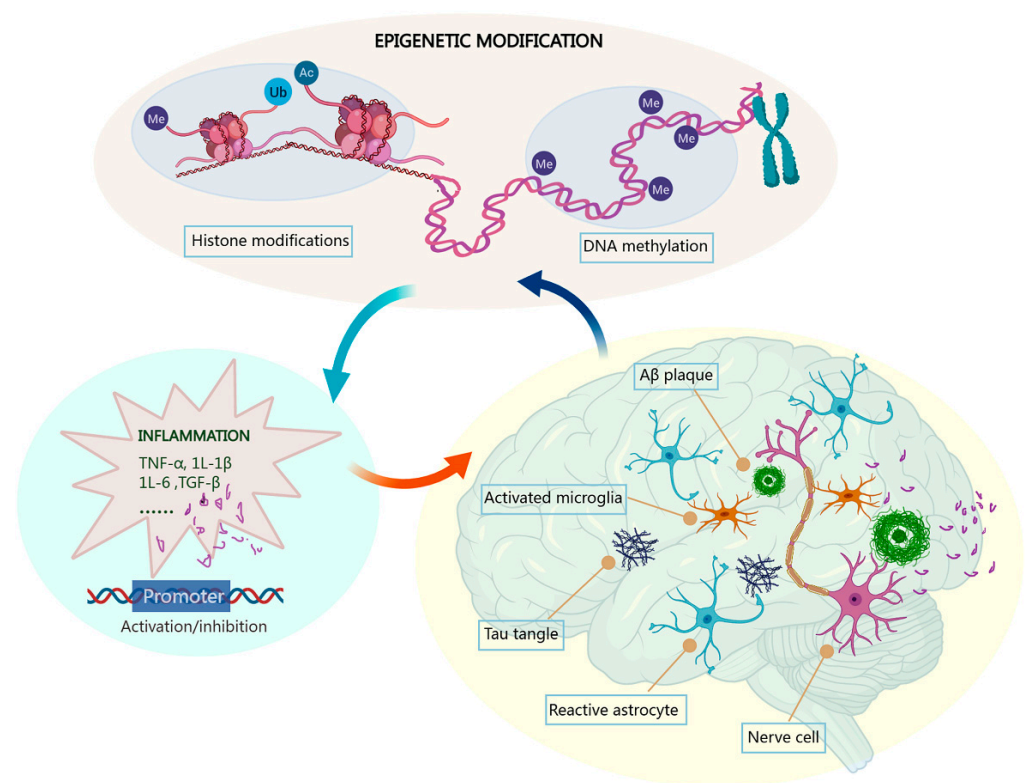 EPIGENETIC MODIFICATION
Me
Ub
Ac
Me
Me
Me
Me
Histone modifications
DNA methylation
INFLAMMATION
TNF-α, 1L-1β
1L-6 ,TGF-β
......
Promoter
Activation/inhibition
Aβ plaque
Activated microglia
Tau tangle
Reactive astrocyte
Nerve cell